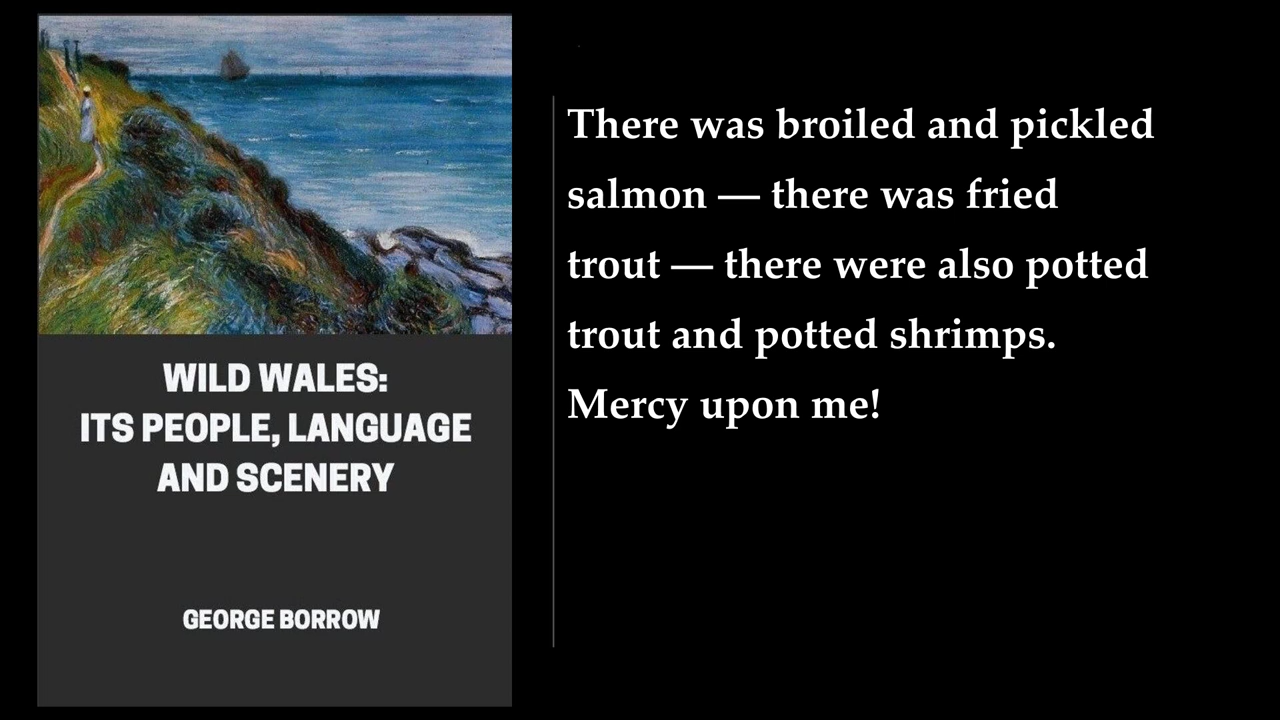 WILD WALES:
ITS PEOPLE, LANGUAGE
AND SCENERY
GEORGE BORROW
There was broiled and pickled
salmon — there was fried
trout — there were also potted
trout and potted shrimps.
Mercy upon me!